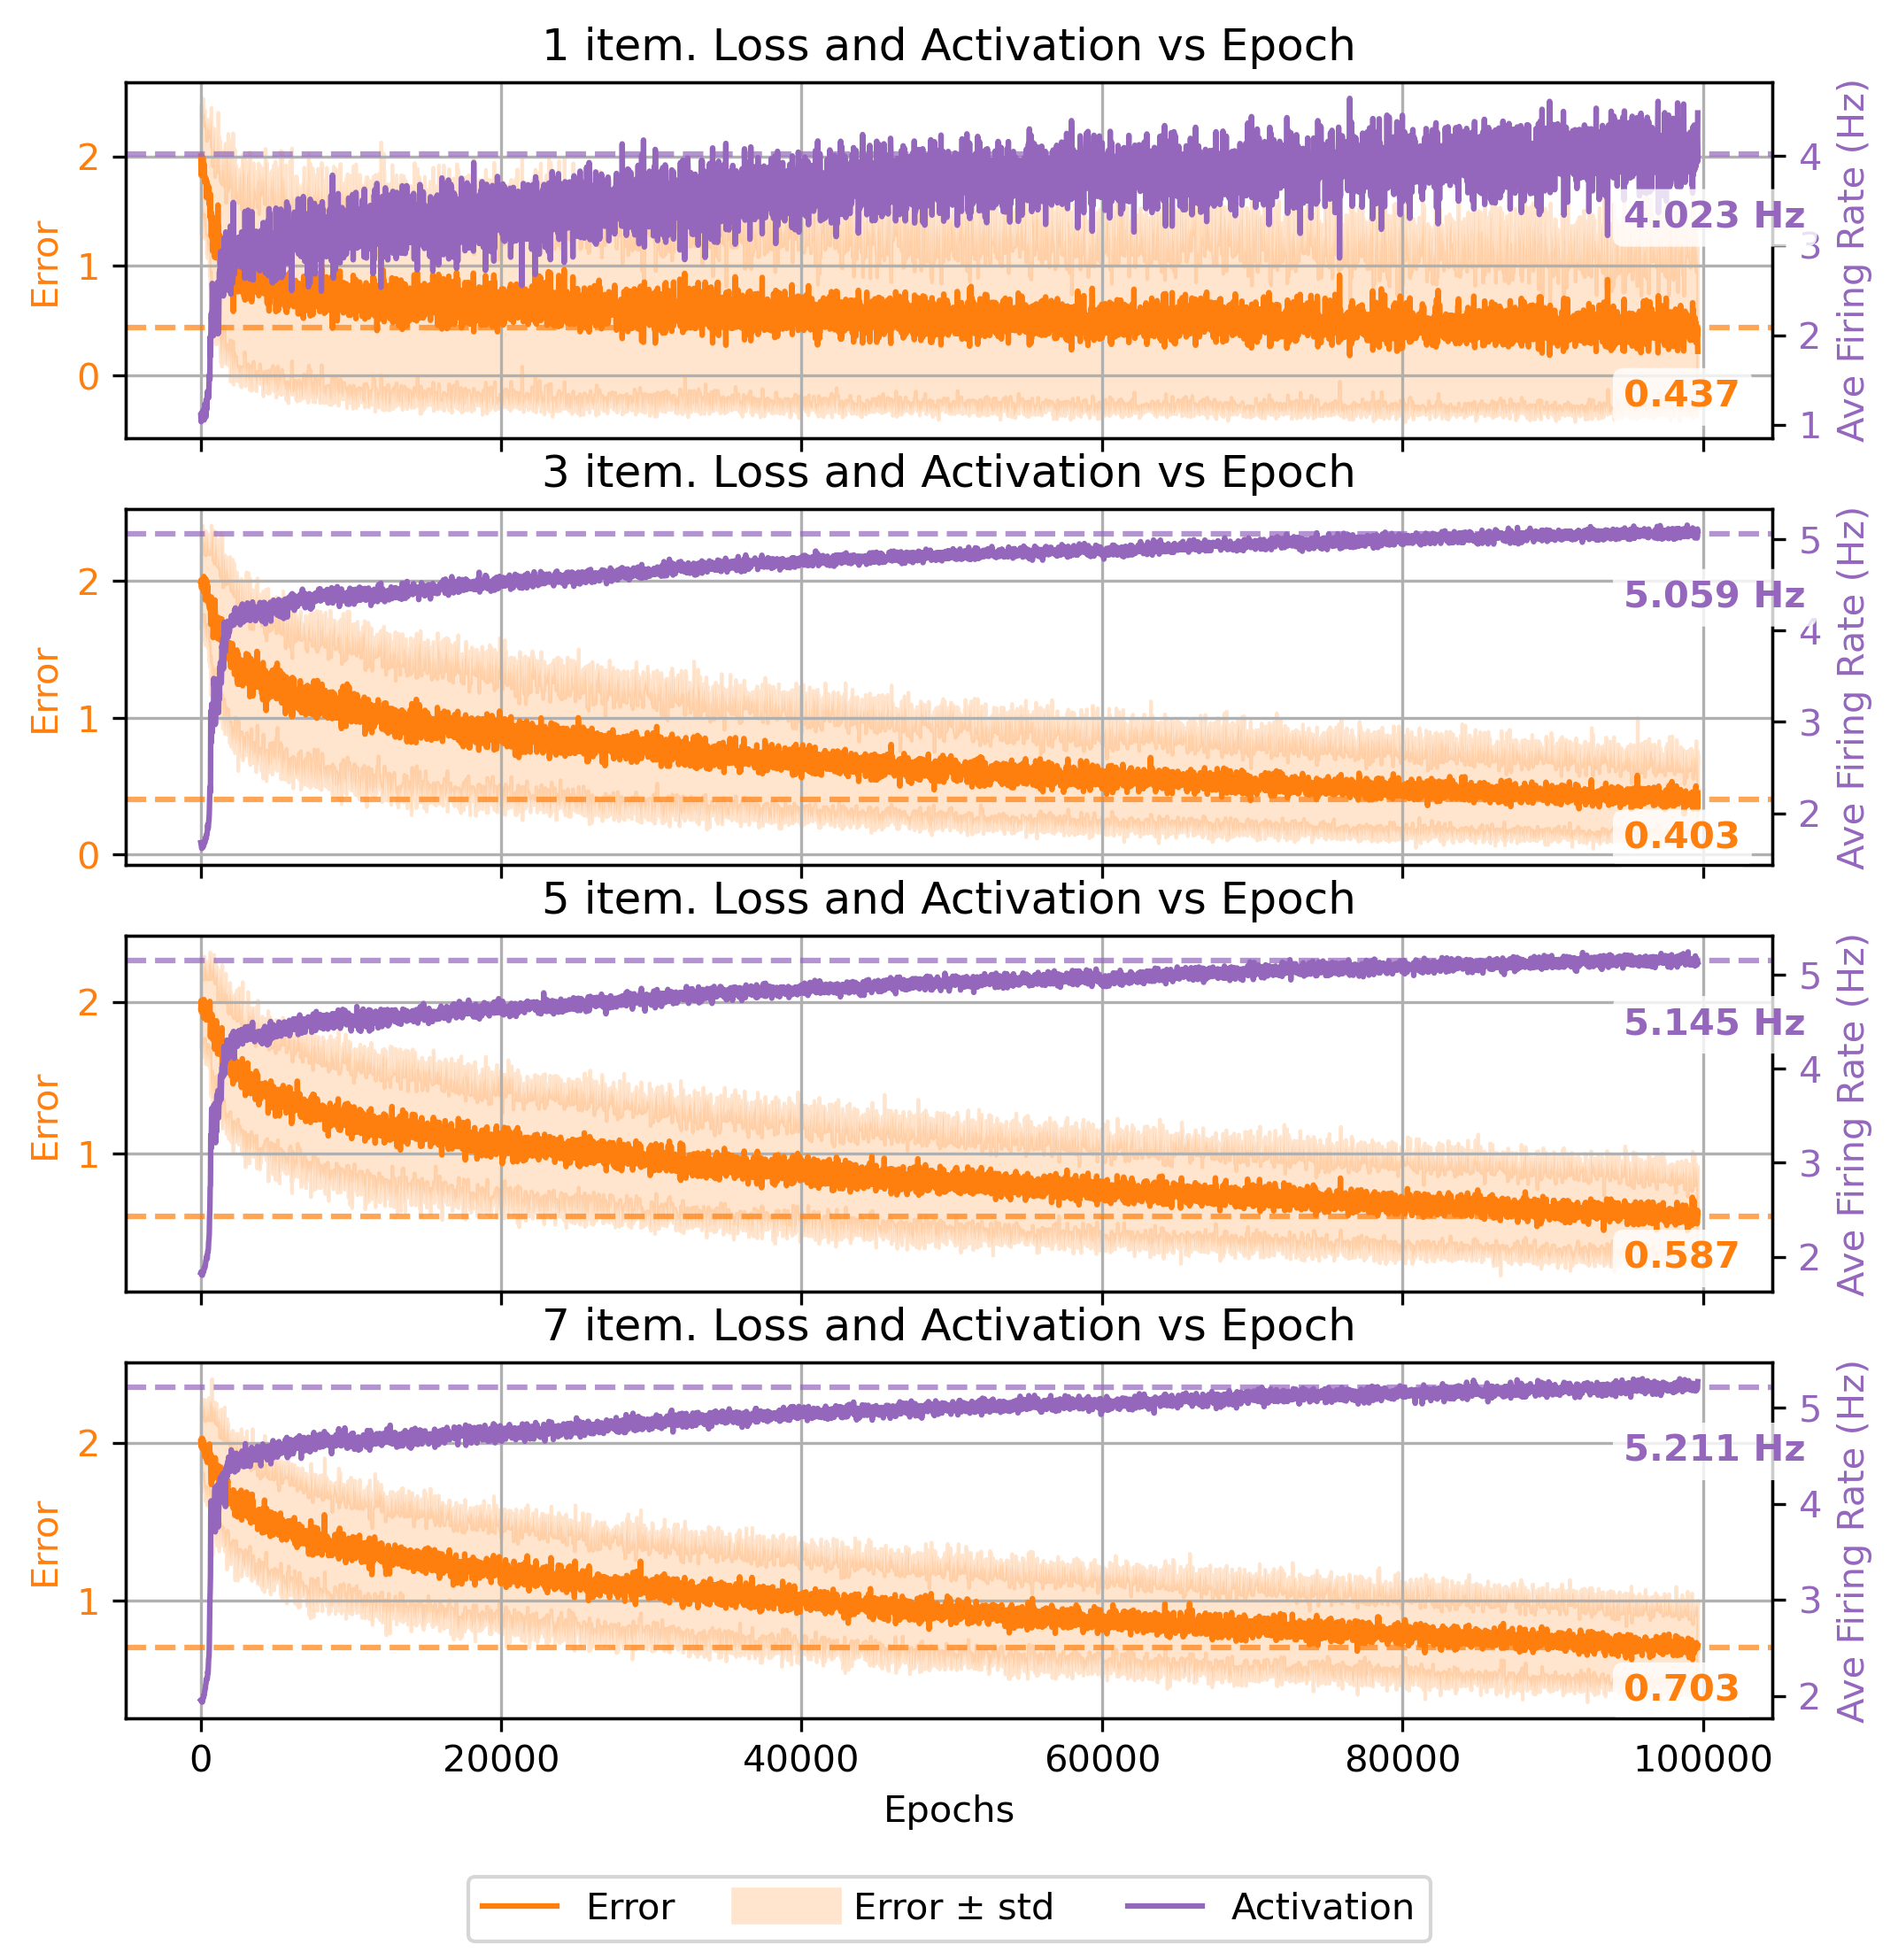 1 item. Loss and Activation vs Epoch
Error
2
1
0
4
3
2
1
Ave Firing Rate (Hz)
4.023 Hz
0.437
3 item. Loss and Activation vs Epoch
Error
2
1
0
5
4
3
2
Ave Firing Rate (Hz)
5.059 Hz
0.403
5 item. Loss and Activation vs Epoch
Error
2
1
5
4
3
2
Ave Firing Rate (Hz)
5.145 Hz
0.587
7 item. Loss and Activation vs Epoch
Error
2
1
5
4
3
2
Ave Firing Rate (Hz)
5.211 Hz
0.703
0 20000 40000 60000 80000 100000
Epochs
Error Error ± std Activation